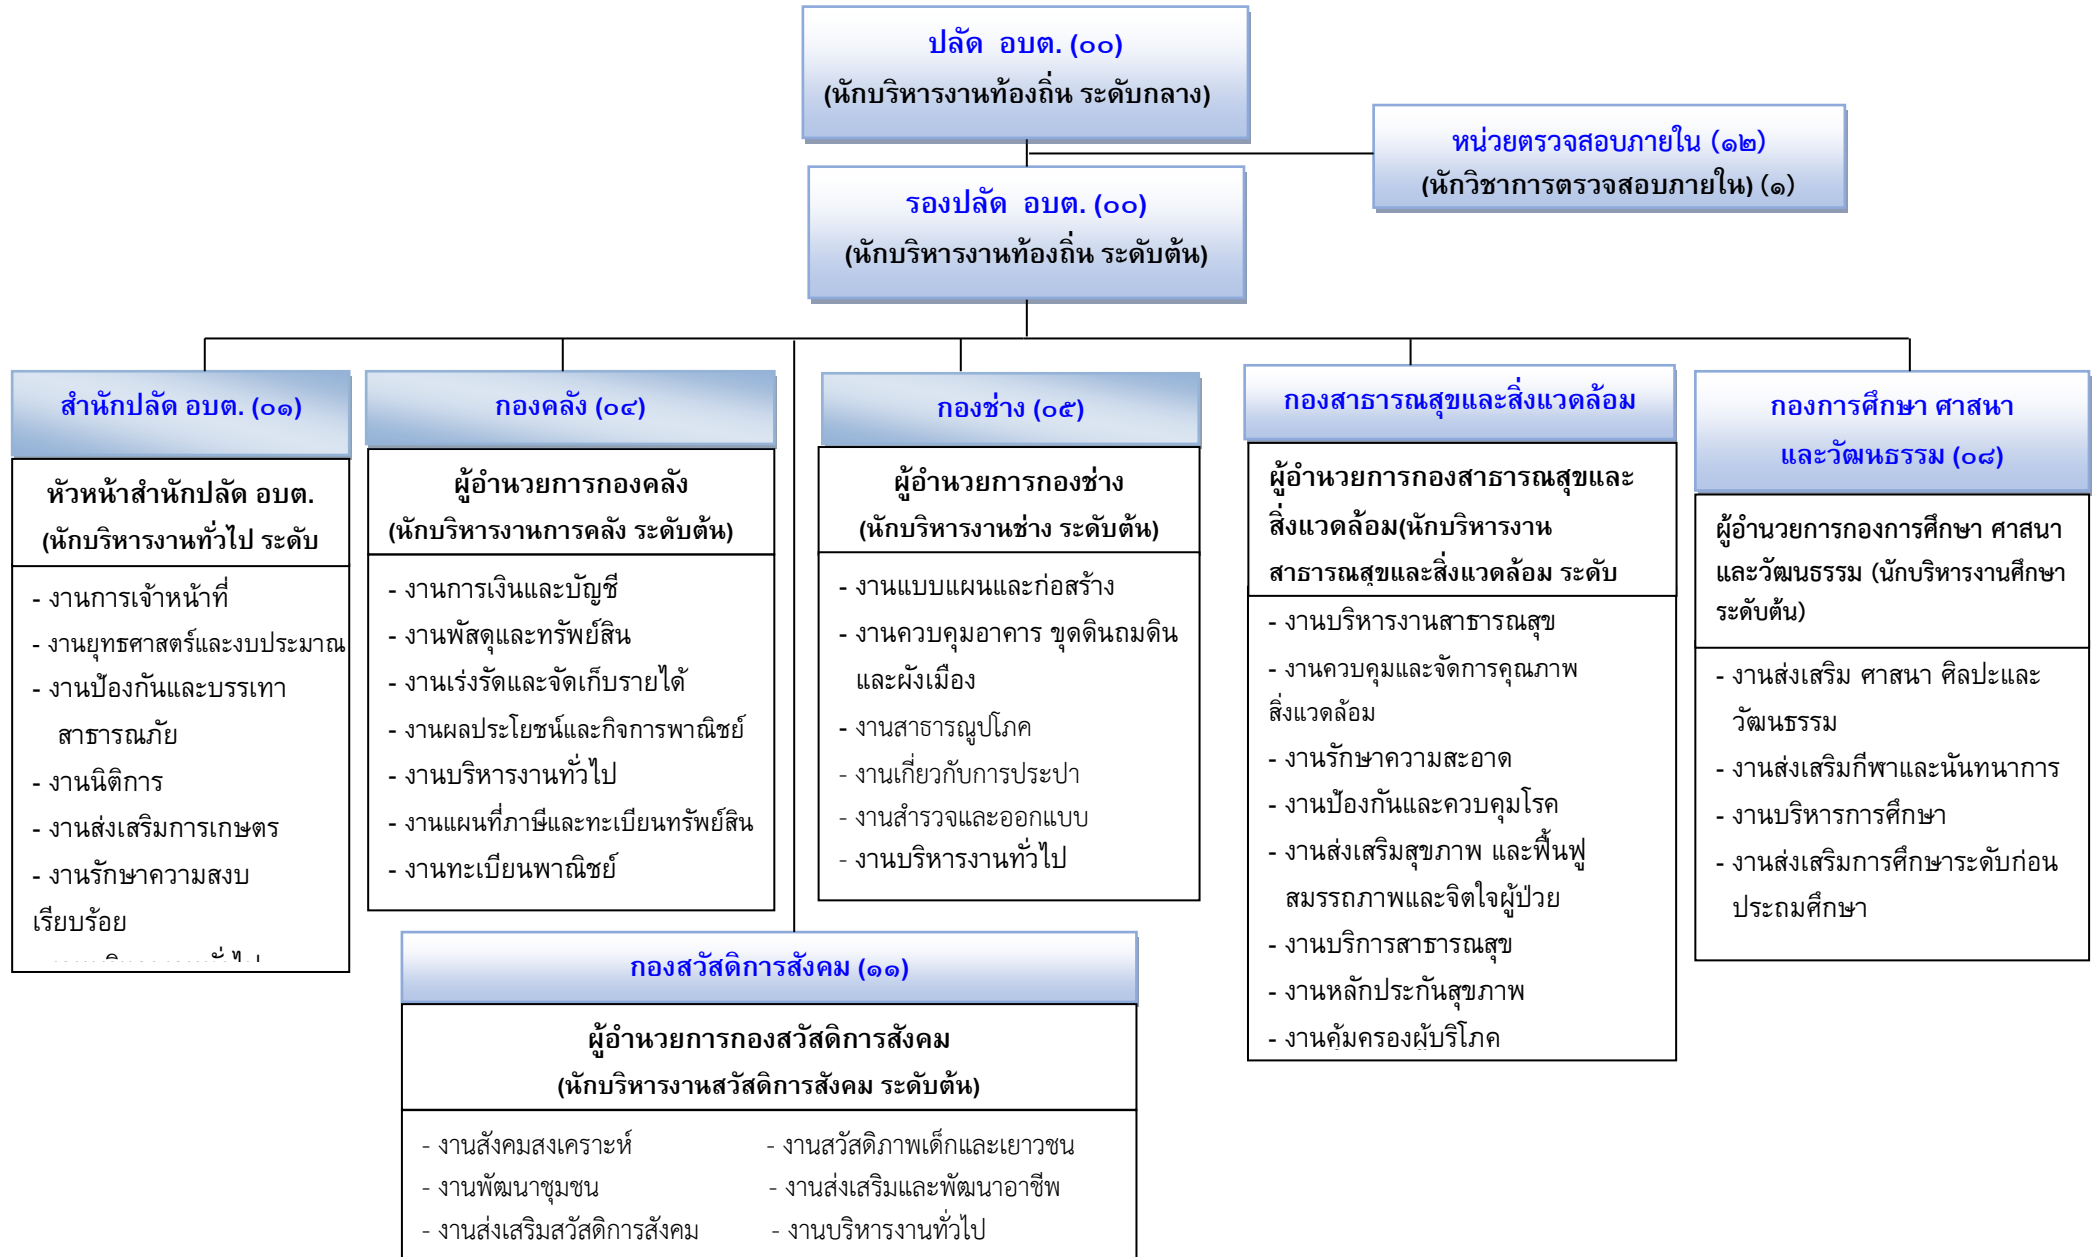 ปลัด อบต. (๐๐)
(นักบริหารงานท้องถิ่น ระดับกลาง)
หน่วยตรวจสอบภายใน (๑๒)
(นักวิชาการตรวจสอบภายใน) (๑)
รองปลัด อบต. (๐๐)
(นักบริหารงานท้องถิ่น ระดับต้น)
สำนักปลัด อบต. (๐๑)
หัวหน้าสำนักปลัด อบต.
(นักบริหารงานทั่วไป ระดับ
- งานการเจ้าหน้าที่
- งานยุทธศาสตร์และงบประมาณ
- งานป้องกันและบรรเทา
สาธารณภัย
- งานนิติการ
- งานส่งเสริมการเกษตร
- งานรักษาความสงบ
เรียบร้อย
กองคลัง (๐๔)
ผู้อำนวยการกองคลัง
(นักบริหารงานการคลัง ระดับต้น)
- งานการเงินและบัญชี
- งานพัสดุและทรัพย์สิน
- งานเร่งรัดและจัดเก็บรายได้
- งานผลประโยชน์และกิจการพาณิชย์
- งานบริหารงานทั่วไป
- งานแผนที่ภาษีและทะเบียนทรัพย์สิน
- งานทะเบียนพาณิชย์
กองช่าง (๐๕)
ผู้อำนวยการกองช่าง
(นักบริหารงานช่าง ระดับต้น)
- งานแบบแผนและก่อสร้าง
- งานควบคุมอาคาร ขุดดินถมดิน
และผังเมือง
- งานสาธารณูปโภค
- งานเกี่ยวกับการประปา
- งานสำรวจและออกแบบ
- งานบริหารงานทั่วไป
กองสาธารณสุขและสิ่งแวดล้อม
ผู้อำนวยการกองสาธารณสุขและ
สิ่งแวดล้อม(นักบริหารงาน
สาธารณสุขและสิ่งแวดล้อม ระดับ
- งานบริหารงานสาธารณสุข
- งานควบคุมและจัดการคุณภาพ
สิ่งแวดล้อม
- งานรักษาความสะอาด
- งานป้องกันและควบคุมโรค
- งานส่งเสริมสุขภาพ และฟื้นฟู
สมรรถภาพและจิตใจผู้ป่วย
- งานบริการสาธารณสุข
- งานหลักประกันสุขภาพ
- งานคุ้มครองผู้บริโภค
กองการศึกษา ศาสนา
และวัฒนธรรม (๐๘)
ผู้อำนวยการกองการศึกษา ศาสนา
และวัฒนธรรม (นักบริหารงานศึกษา
ระดับต้น)
- งานส่งเสริม ศาสนา ศิลปะและ
วัฒนธรรม
- งานส่งเสริมกีฬาและนันทนาการ
- งานบริหารการศึกษา
- งานส่งเสริมการศึกษาระดับก่อน
ประถมศึกษา
กองสวัสดิการสังคม (๑๑)
ผู้อำนวยการกองสวัสดิการสังคม
(นักบริหารงานสวัสดิการสังคม ระดับต้น)
- งานสังคมสงเคราะห์ - งานสวัสดิภาพเด็กและเยาวชน
- งานพัฒนาชุมชน - งานส่งเสริมและพัฒนาอาชีพ
- งานส่งเสริมสวัสดิการสังคม - งานบริหารงานทั่วไป